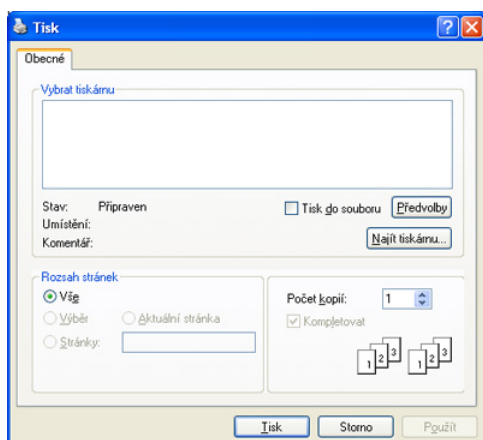 Tisk
Obecné
Vybrat tiskárnu
Stav: Připraven
Umístění:
Komentář:
Tisk do souboru
Předvolby
Najít tiskárnu...
Rozsah stránek
Vše
Výběr
Aktuální stránka
Stránky:
Počet kopií: 1
Kompletovat
1 2 3 1 2 3
Tisk
Storno
Použít